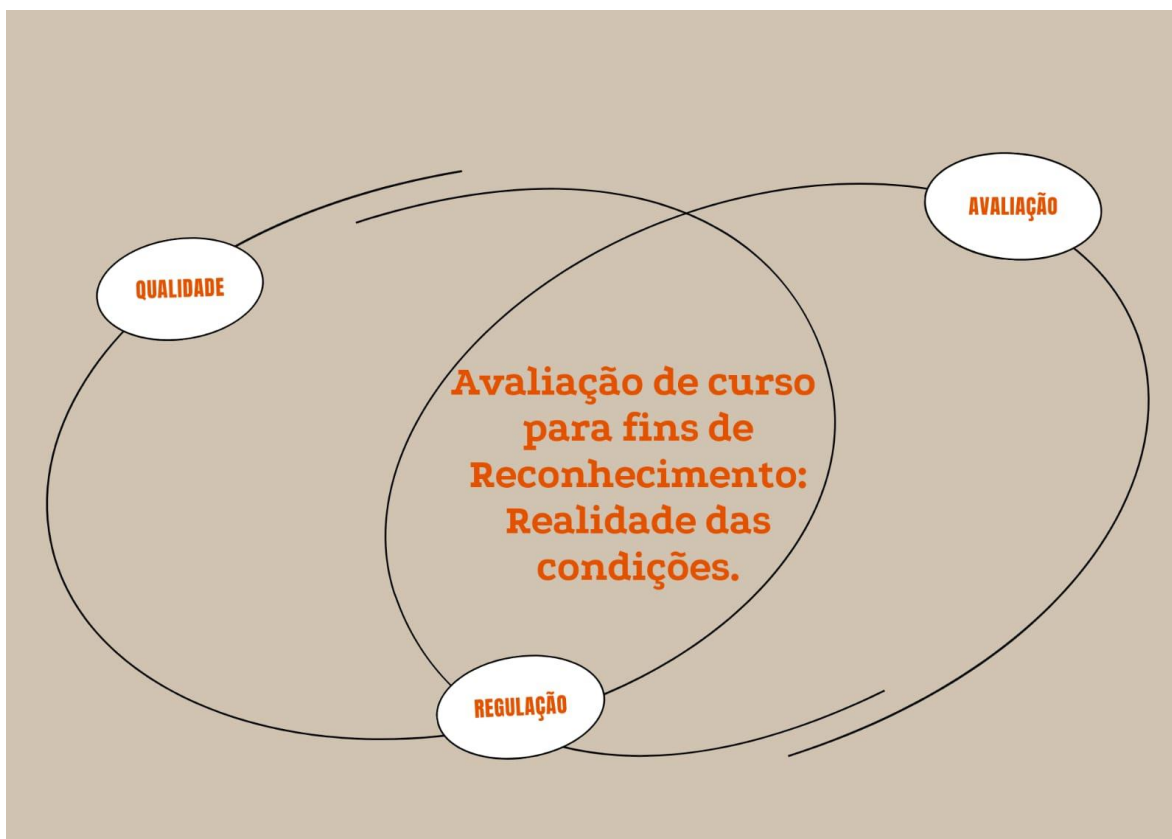 AVALIAÇÃO
QUALIDADE
Avaliação de curso
para fins de
Reconhecimento:
Realidade das
condições.
REGULAÇÃO